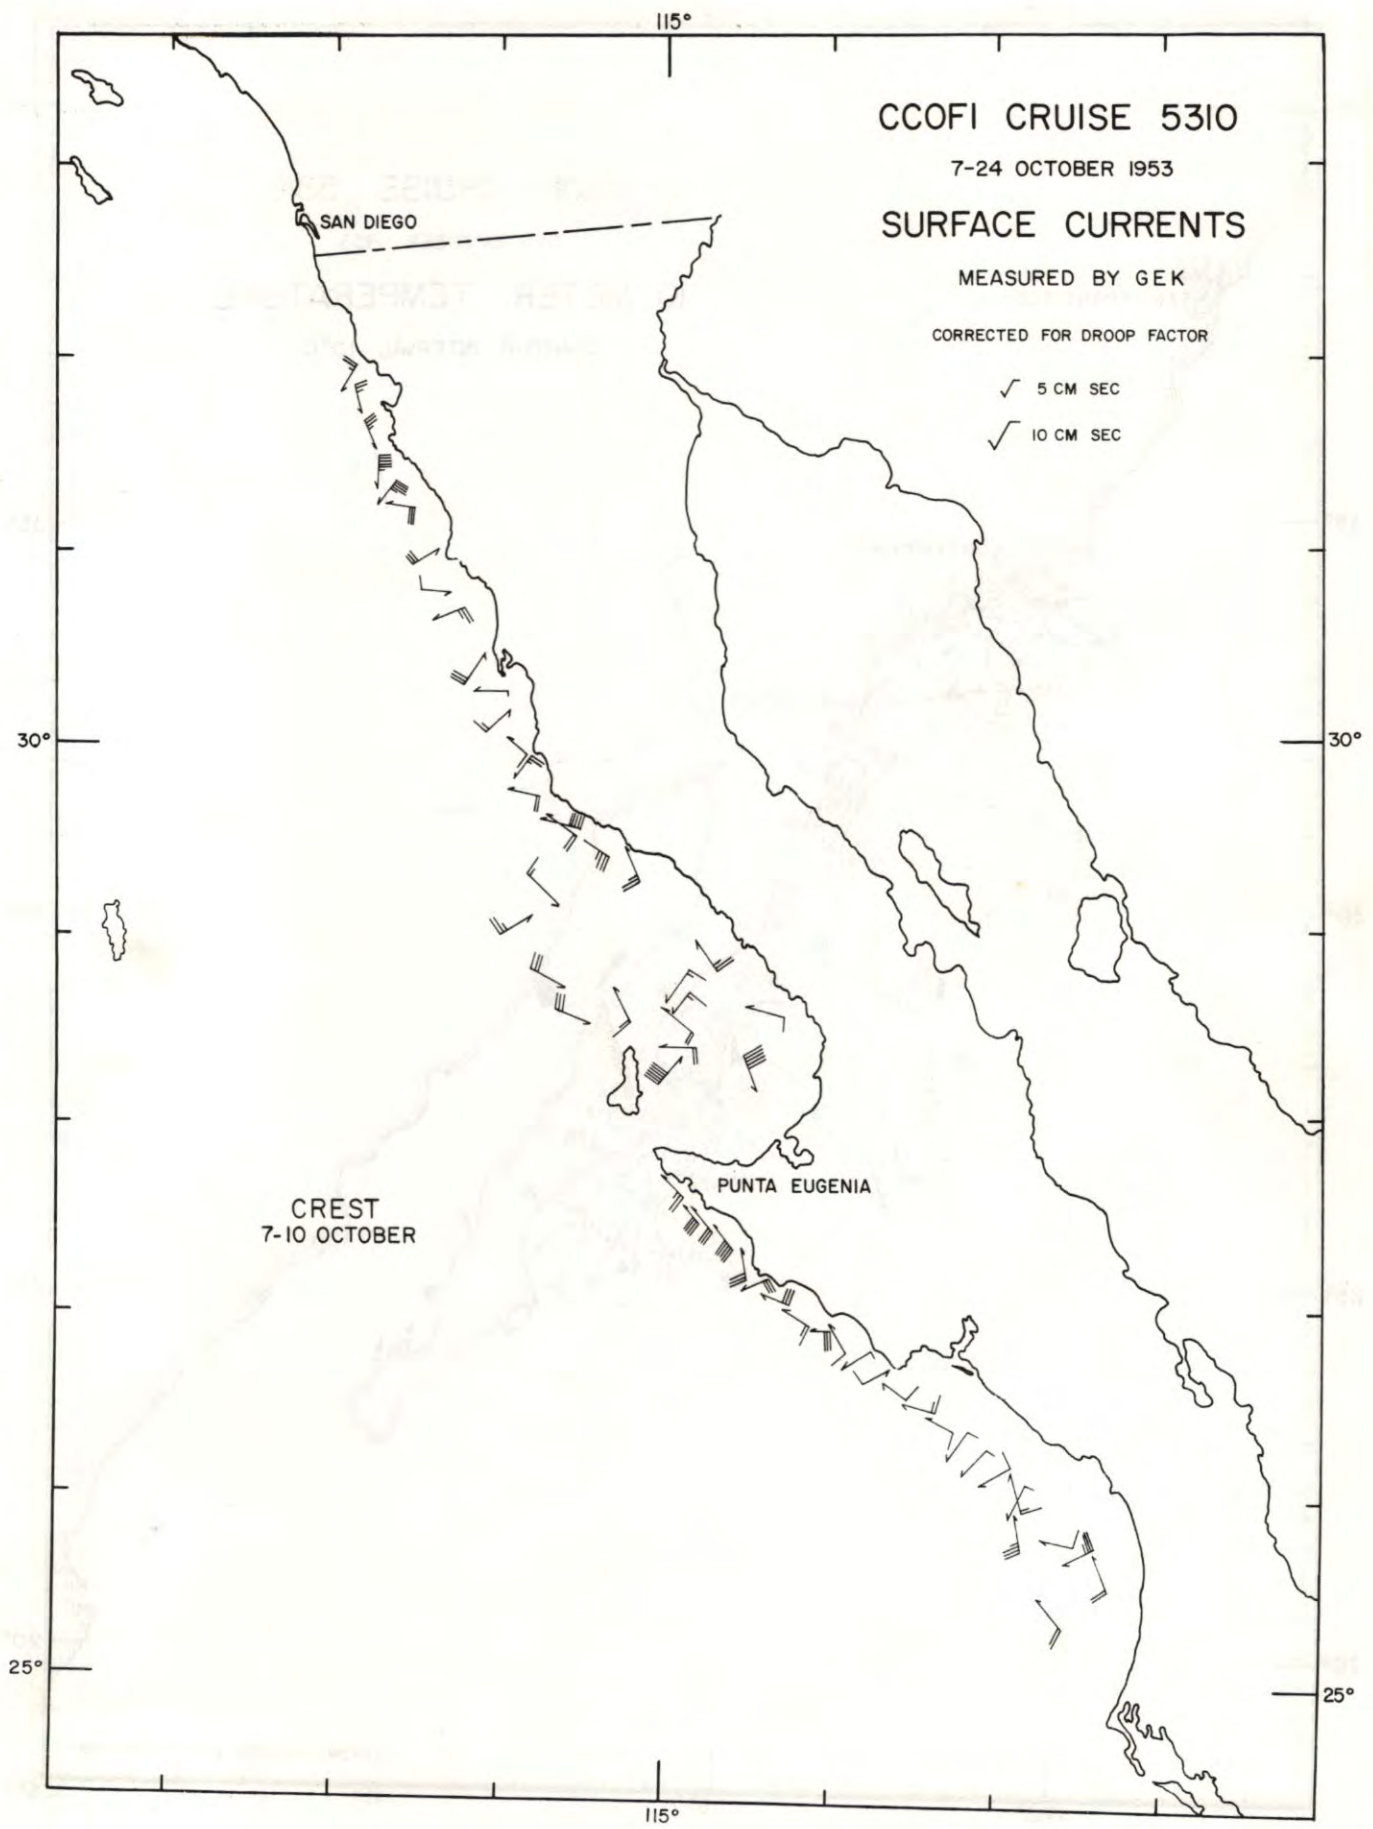 115°
CCOFI CRUISE 5310
7-24 OCTOBER 1953
SURFACE CURRENTS
MEASURED BY GEK
CORRECTED FOR DROOP FACTOR
5 CM SEC
10 CM SEC
SAN DIEGO
30°
30°
PUNTA EUGENIA
CREST
7-10 OCTOBER
25°
25°
115°